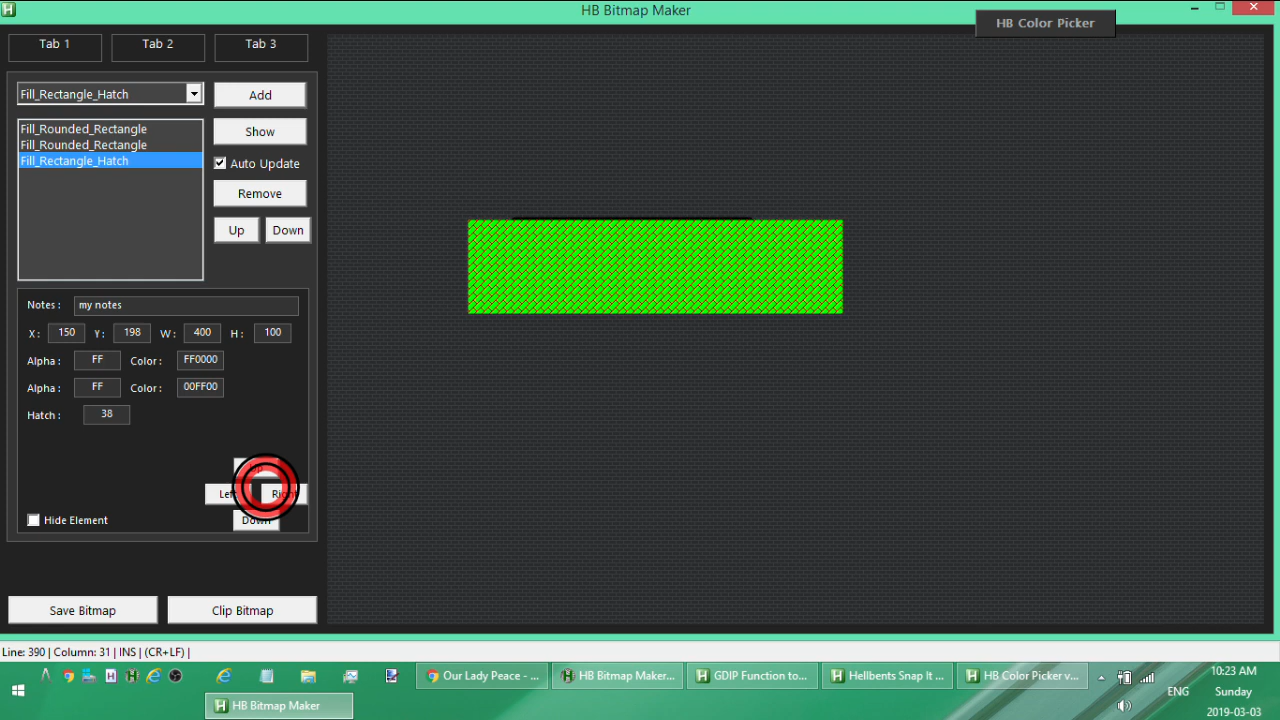 HB Bitmap Maker
HB Color Picker
Tab 1 Tab 2 Tab 3
Fill_Rectangle_Hatch Add
Fill_Rounded_Rectangle
Fill_Rounded_Rectangle
Fill_Rectangle_Hatch
Show
Auto Update
Remove
Up Down
Notes : my notes
X : 150 Y : 198 W : 400 H : 100
Alpha : FF Color : FF0000
Alpha : FF Color : 00FF00
Hatch : 38
Up
Left Right
Hide Element Down
Save Bitmap Clip Bitmap
Line: 390 | Column: 31 | INS | (CR+LF) |
Our Lady Peace - ... HB Bitmap Maker... GDIP Function to... Hellbents Snap It ... HB Color Picker v...
HB Bitmap Maker
ENG
10:23 AM
Sunday
2019-03-03